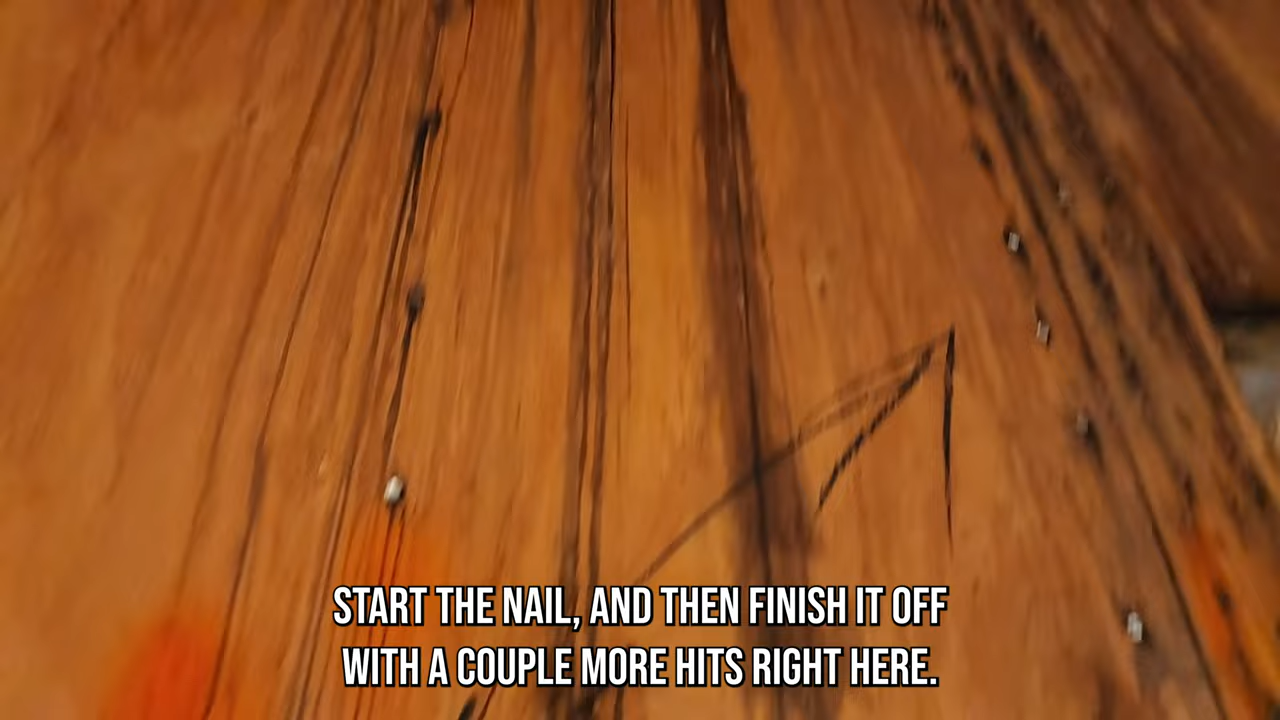 START THE NAIL, AND THEN FINISH IT OFF
WITH A COUPLE MORE HITS RIGHT HERE.